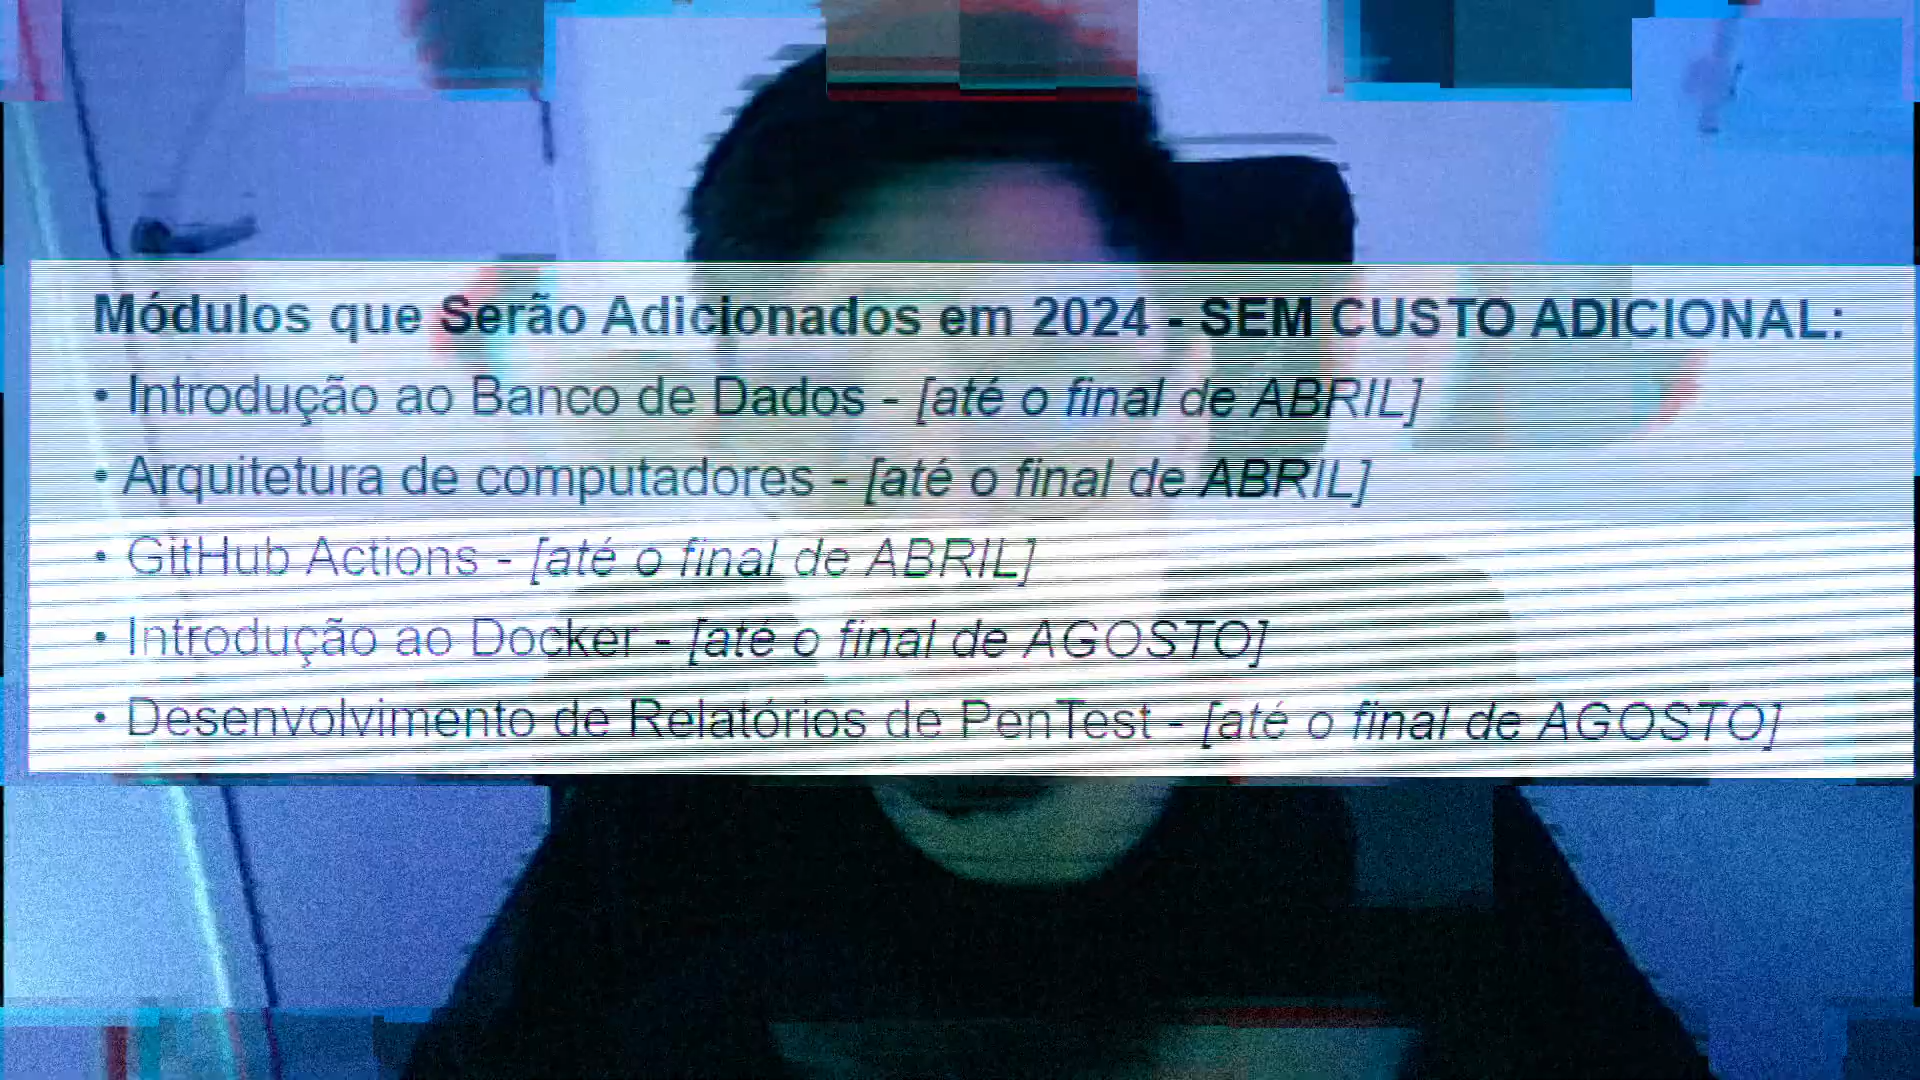 Módulos que Serão Adicionados em 2024 - SEM CUSTO ADICIONAL:
• Introdução ao Banco de Dados - [até o final de ABRIL]
• Arquitetura de computadores - [até o final de ABRIL]
• GitHub Actions - [até o final de ABRIL]
• Introdução ao Docker - [até o final de AGOSTO]
• Desenvolvimento de Relatórios de PenTest - [até o final de AGOSTO]